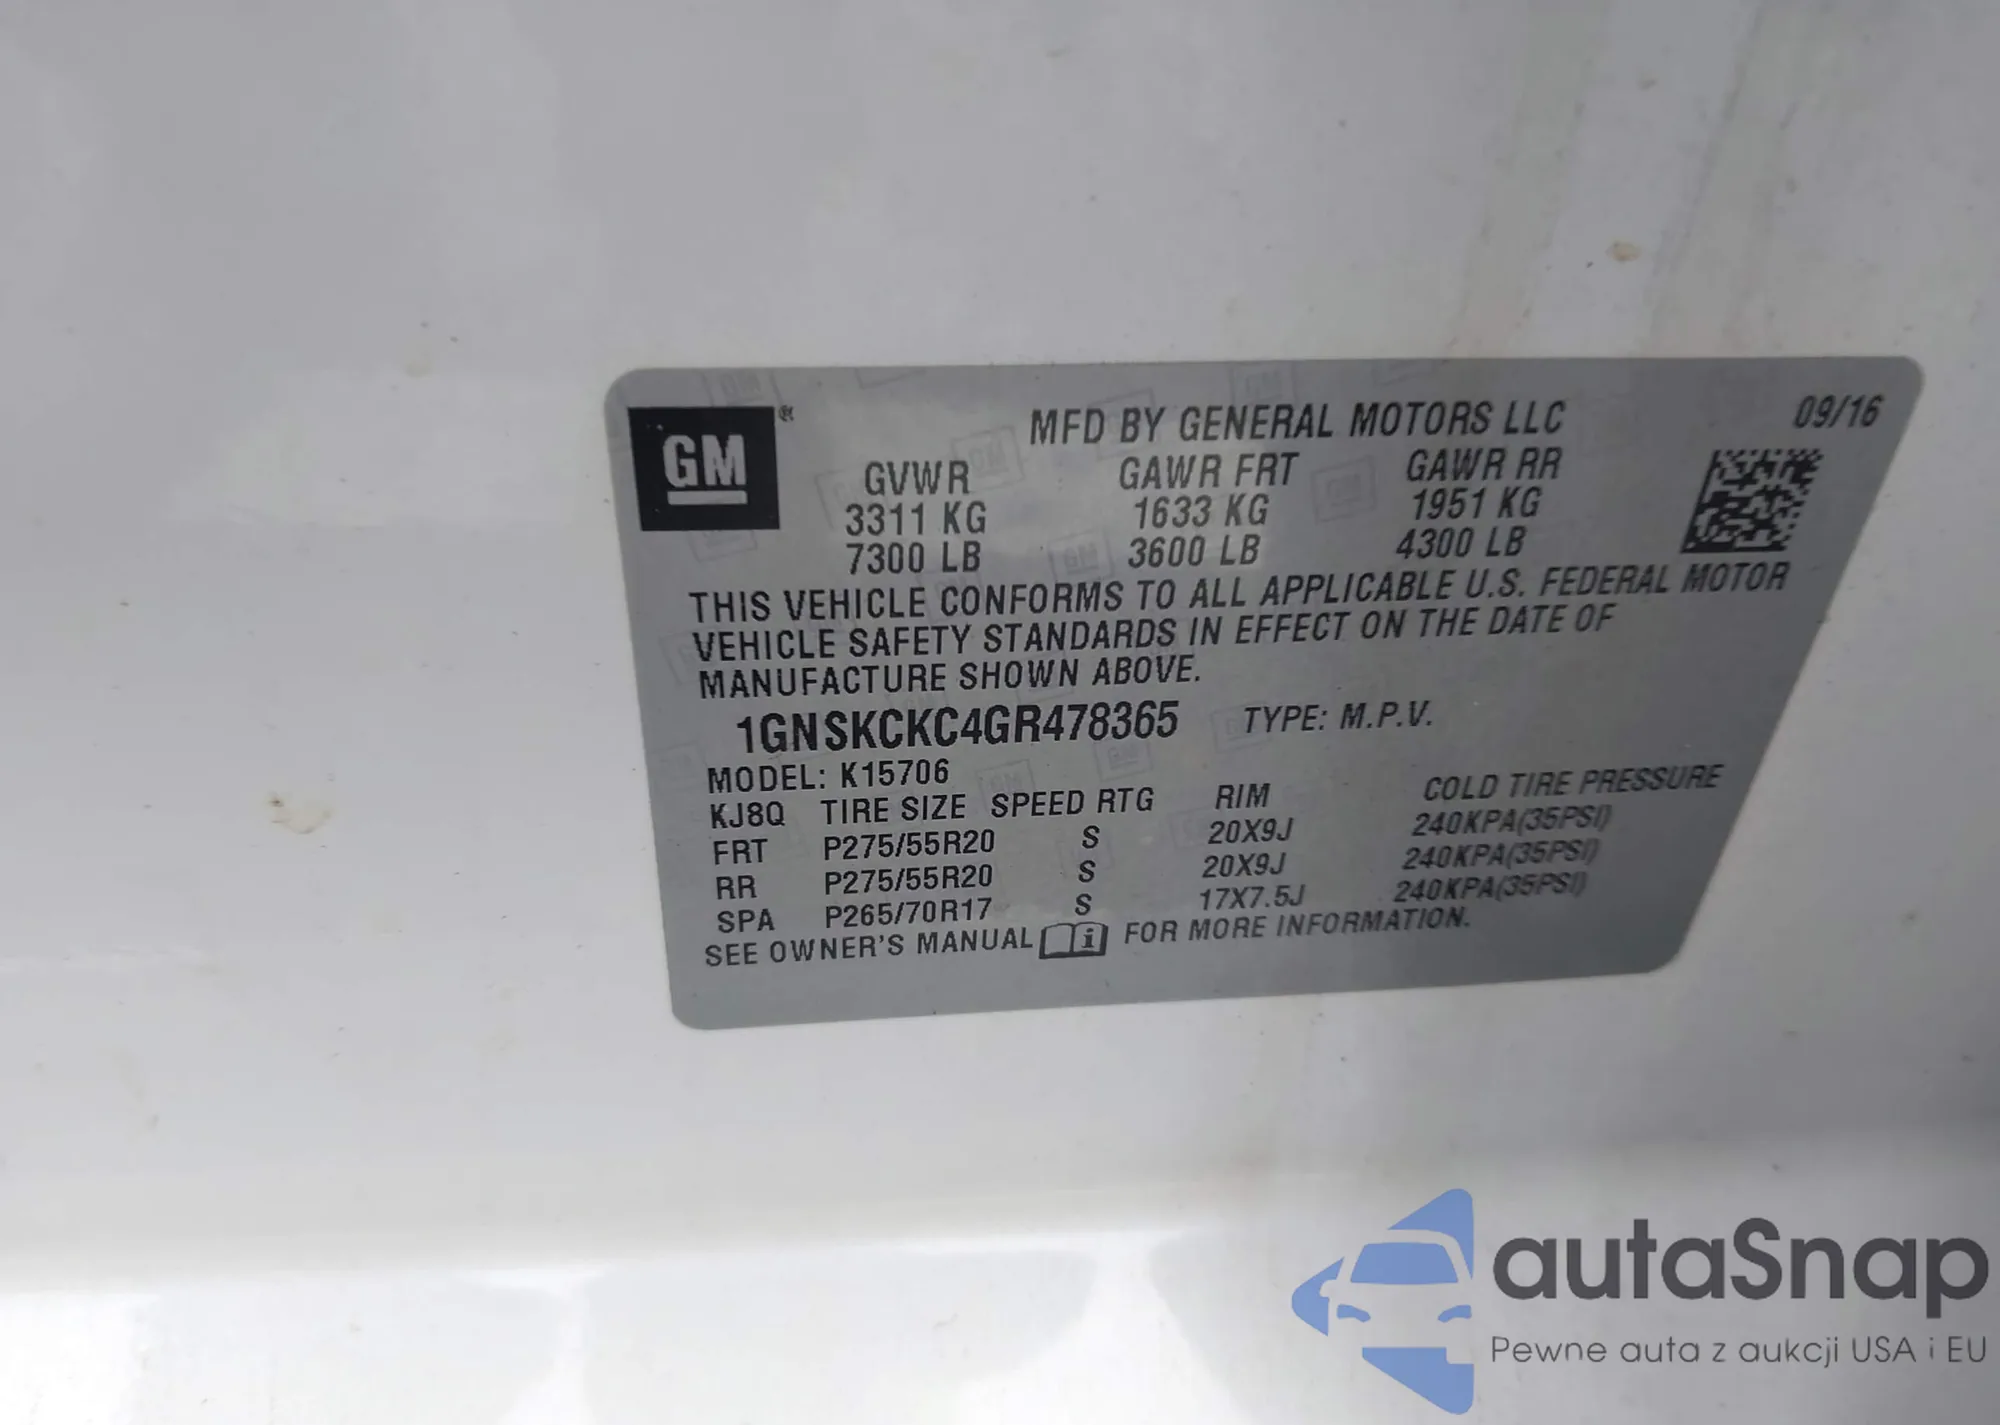 GM ®
MFD BY GENERAL MOTORS LLC 09/16
GVWR GAWR FRT GAWR RR
3311 KG 1633 KG 1951 KG
7300 LB 3600 LB 4300 LB
THIS VEHICLE CONFORMS TO ALL APPLICABLE U.S. FEDERAL MOTOR
VEHICLE SAFETY STANDARDS IN EFFECT ON THE DATE OF
MANUFACTURE SHOWN ABOVE.
1GNSKCKC4GR478365 TYPE: M.P.V.
MODEL: K15706
KJ8Q TIRE SIZE SPEED RTG RIM COLD TIRE PRESSURE
FRT P275/55R20 S 20X9J 240KPA(35PSI)
RR P275/55R20 S 20X9J 240KPA(35PSI)
SPA P265/70R17 S 17X7.5J 240KPA(35PSI)
SEE OWNER'S MANUAL i FOR MORE INFORMATION.
autaSnap
Pewne auta z aukcji USA i EU